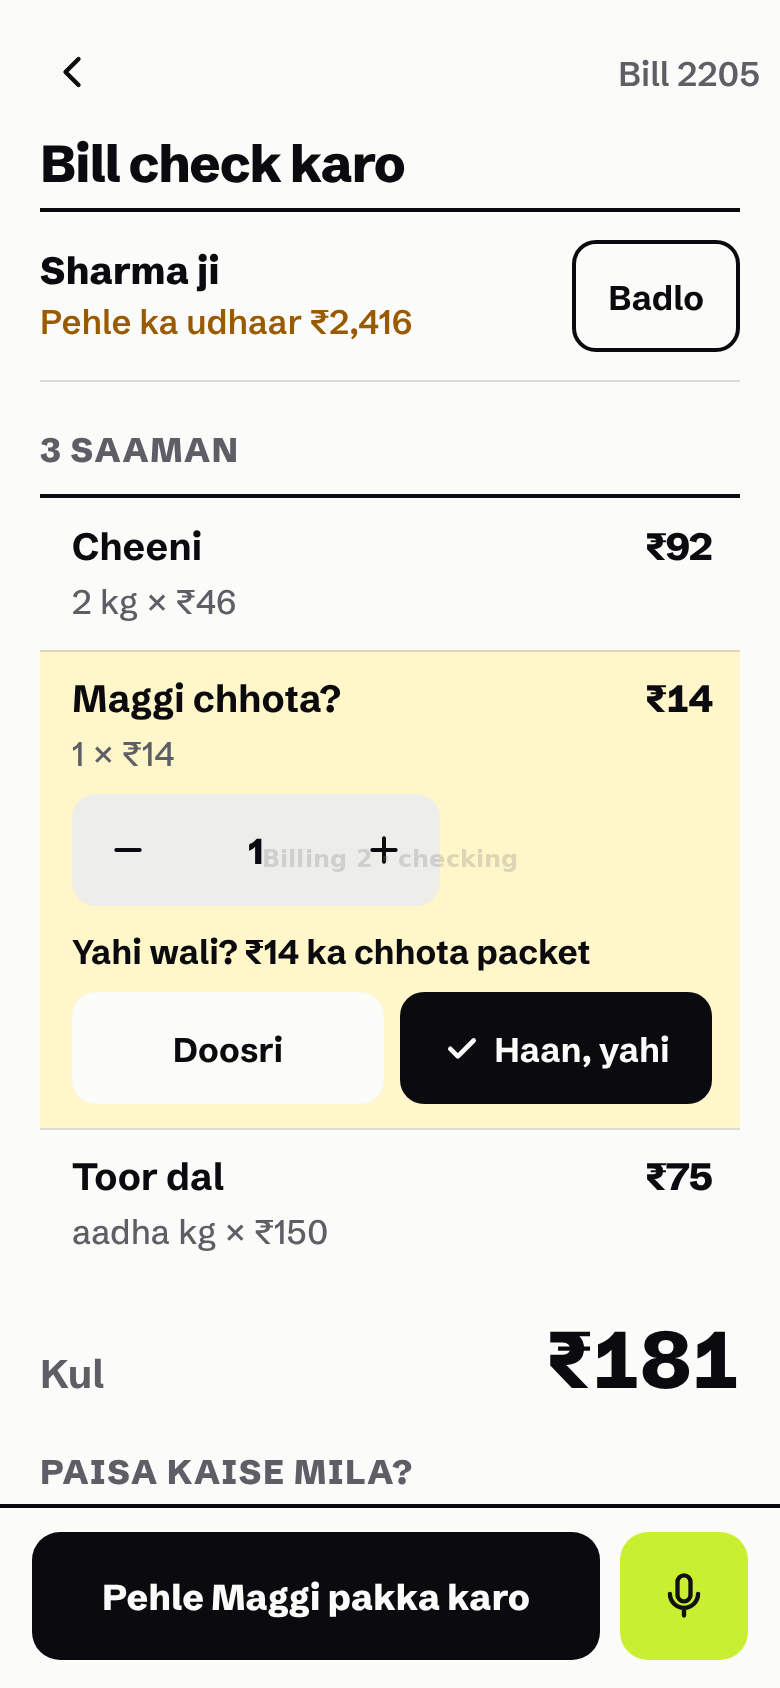 Bill 2205
Bill check karo
Sharma ji
Pehle ka udhaar ₹2,416
Badlo
3 SAAMAN
Cheeni ₹92
2 kg × ₹46
Maggi chhota? ₹14
1 × ₹14
− 1 +
Billing 2 · checking
Yahi wali? ₹14 ka chhota packet
Doosri
Haan, yahi
Toor dal ₹75
aadha kg × ₹150
Kul ₹181
PAISA KAISE MILA?
Pehle Maggi pakka karo